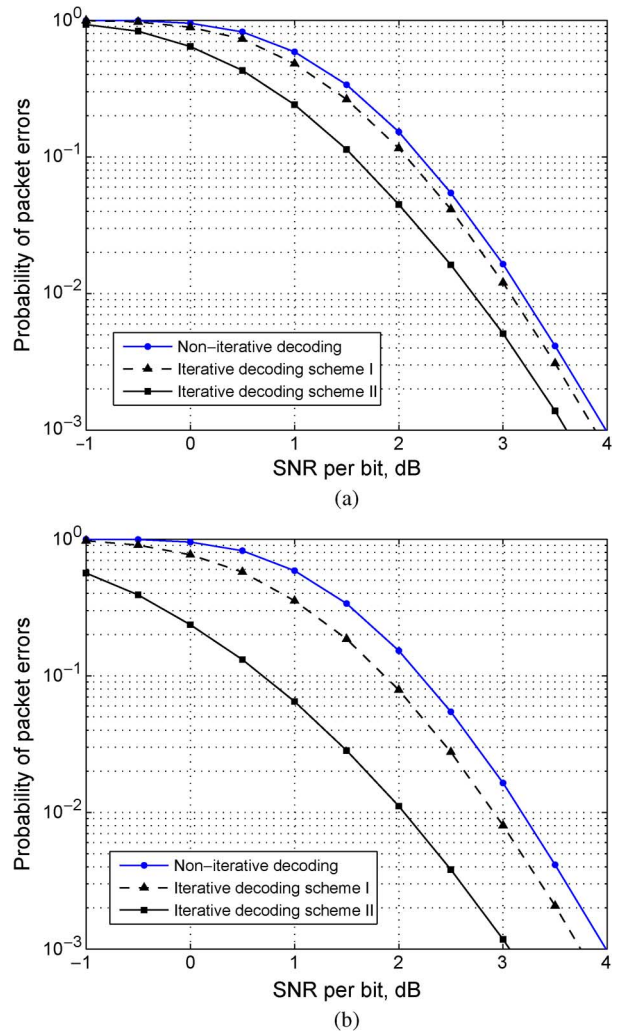 10^0
10^-1
10^-2
10^-3
Probability of packet errors
Non-iterative decoding
Iterative decoding scheme I
Iterative decoding scheme II
-1 0 1 2 3 4
SNR per bit, dB
(a)
10^0
10^-1
10^-2
10^-3
Probability of packet errors
Non-iterative decoding
Iterative decoding scheme I
Iterative decoding scheme II
-1 0 1 2 3 4
SNR per bit, dB
(b)